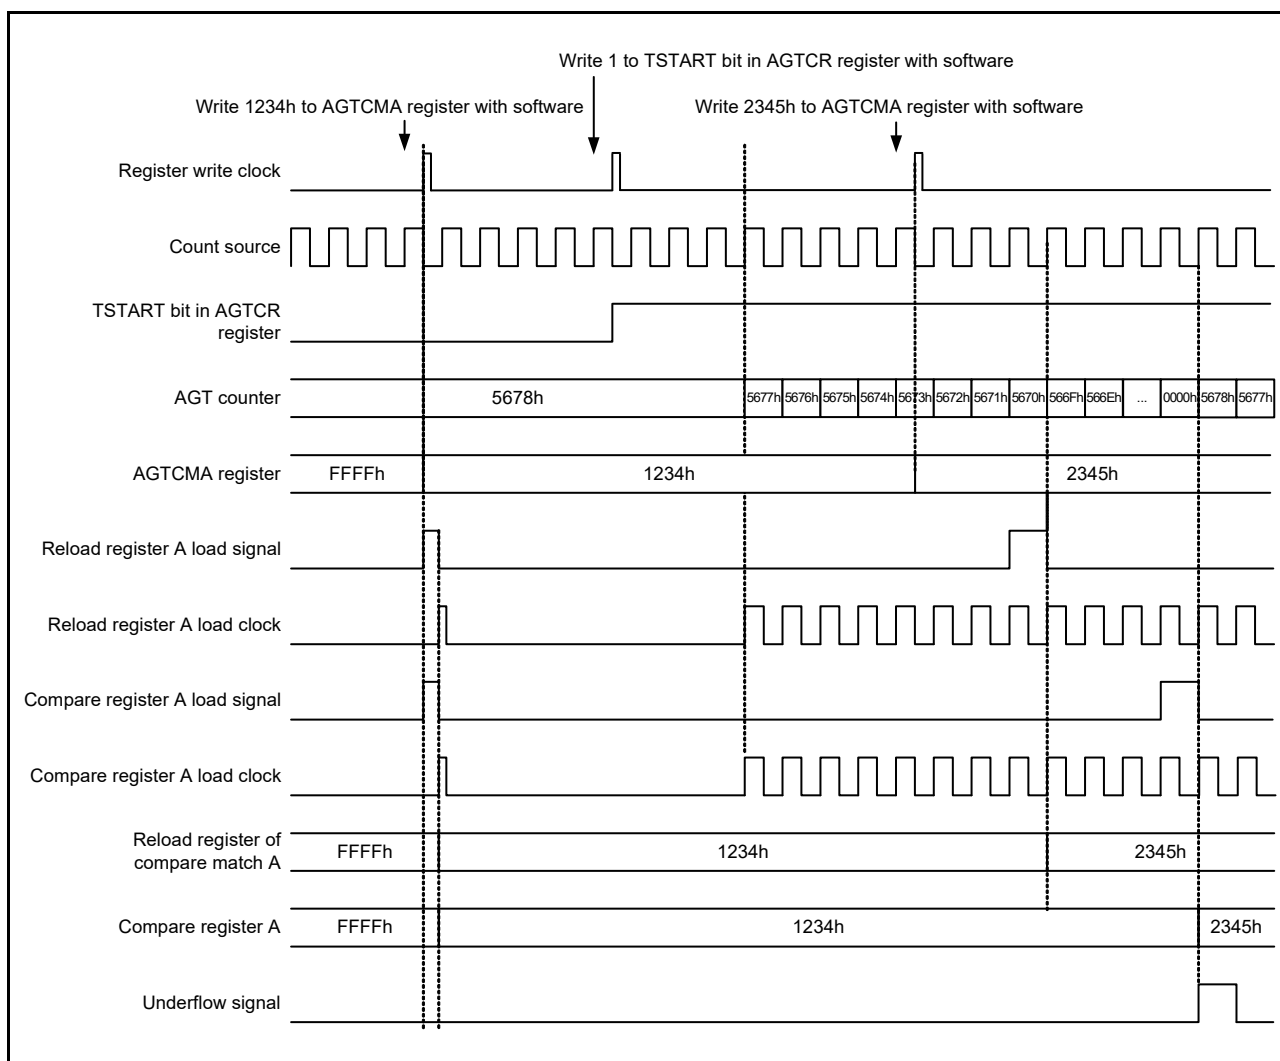 Write 1 to TSTART bit in AGTCR register with software
Write 1234h to AGTCMA register with software
Write 2345h to AGTCMA register with software
Register write clock
Count source
TSTART bit in AGTCR
register
AGT counter
5678h
5677h 5676h 5675h 5674h 5673h 5672h 5671h 5670h 566Fh 566Eh ... 0000h 5678h 5677h
AGTCMA register
FFFFh
1234h
2345h
Reload register A load signal
Reload register A load clock
Compare register A load signal
Compare register A load clock
Reload register of
compare match A
FFFFh
1234h
2345h
Compare register A
FFFFh
1234h
2345h
Underflow signal